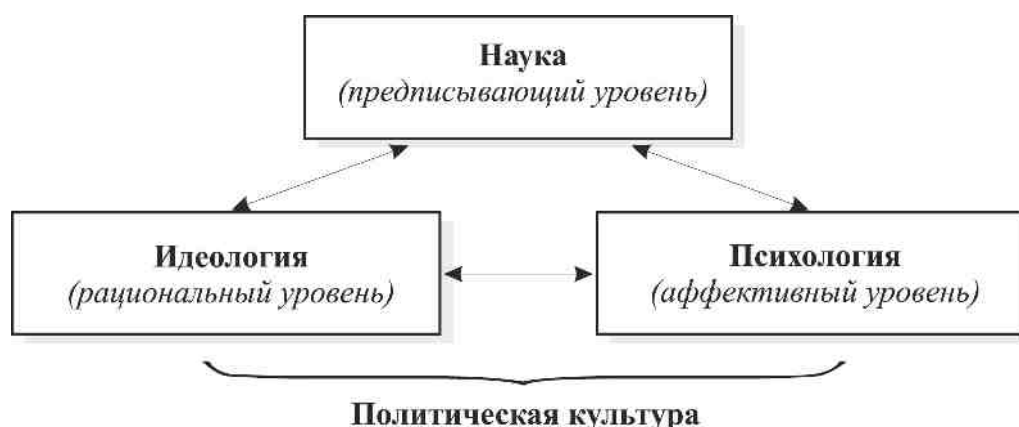 Наука
(предписывающий уровень)
Идеология
(рациональный уровень)
Психология
(аффективный уровень)
Политическая культура